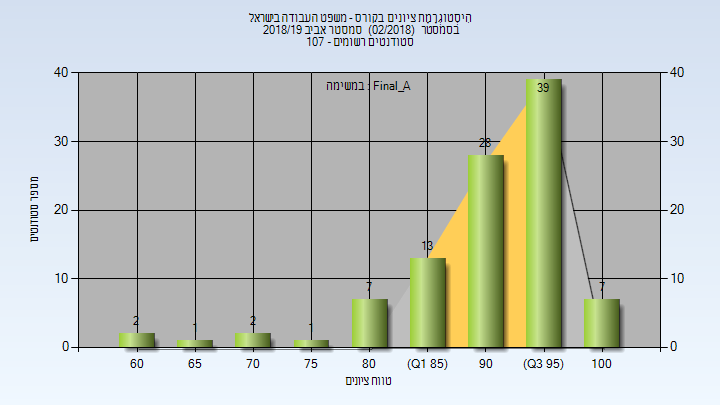 היסטוגרמת ציונים בקורס - משפט העבודה בישראל
בסמסטר (02/2018) סמסטר אביב 2018/19
סטודנטים רשומים - 107
במשימה : Final_A
40 40
30 30
20 20
10 10
0 0
מספר סטודנטים
2 1 2 1 7 13 28 39 7
60 65 70 75 80 (Q1 85) 90 (Q3 95) 100
טווח ציונים